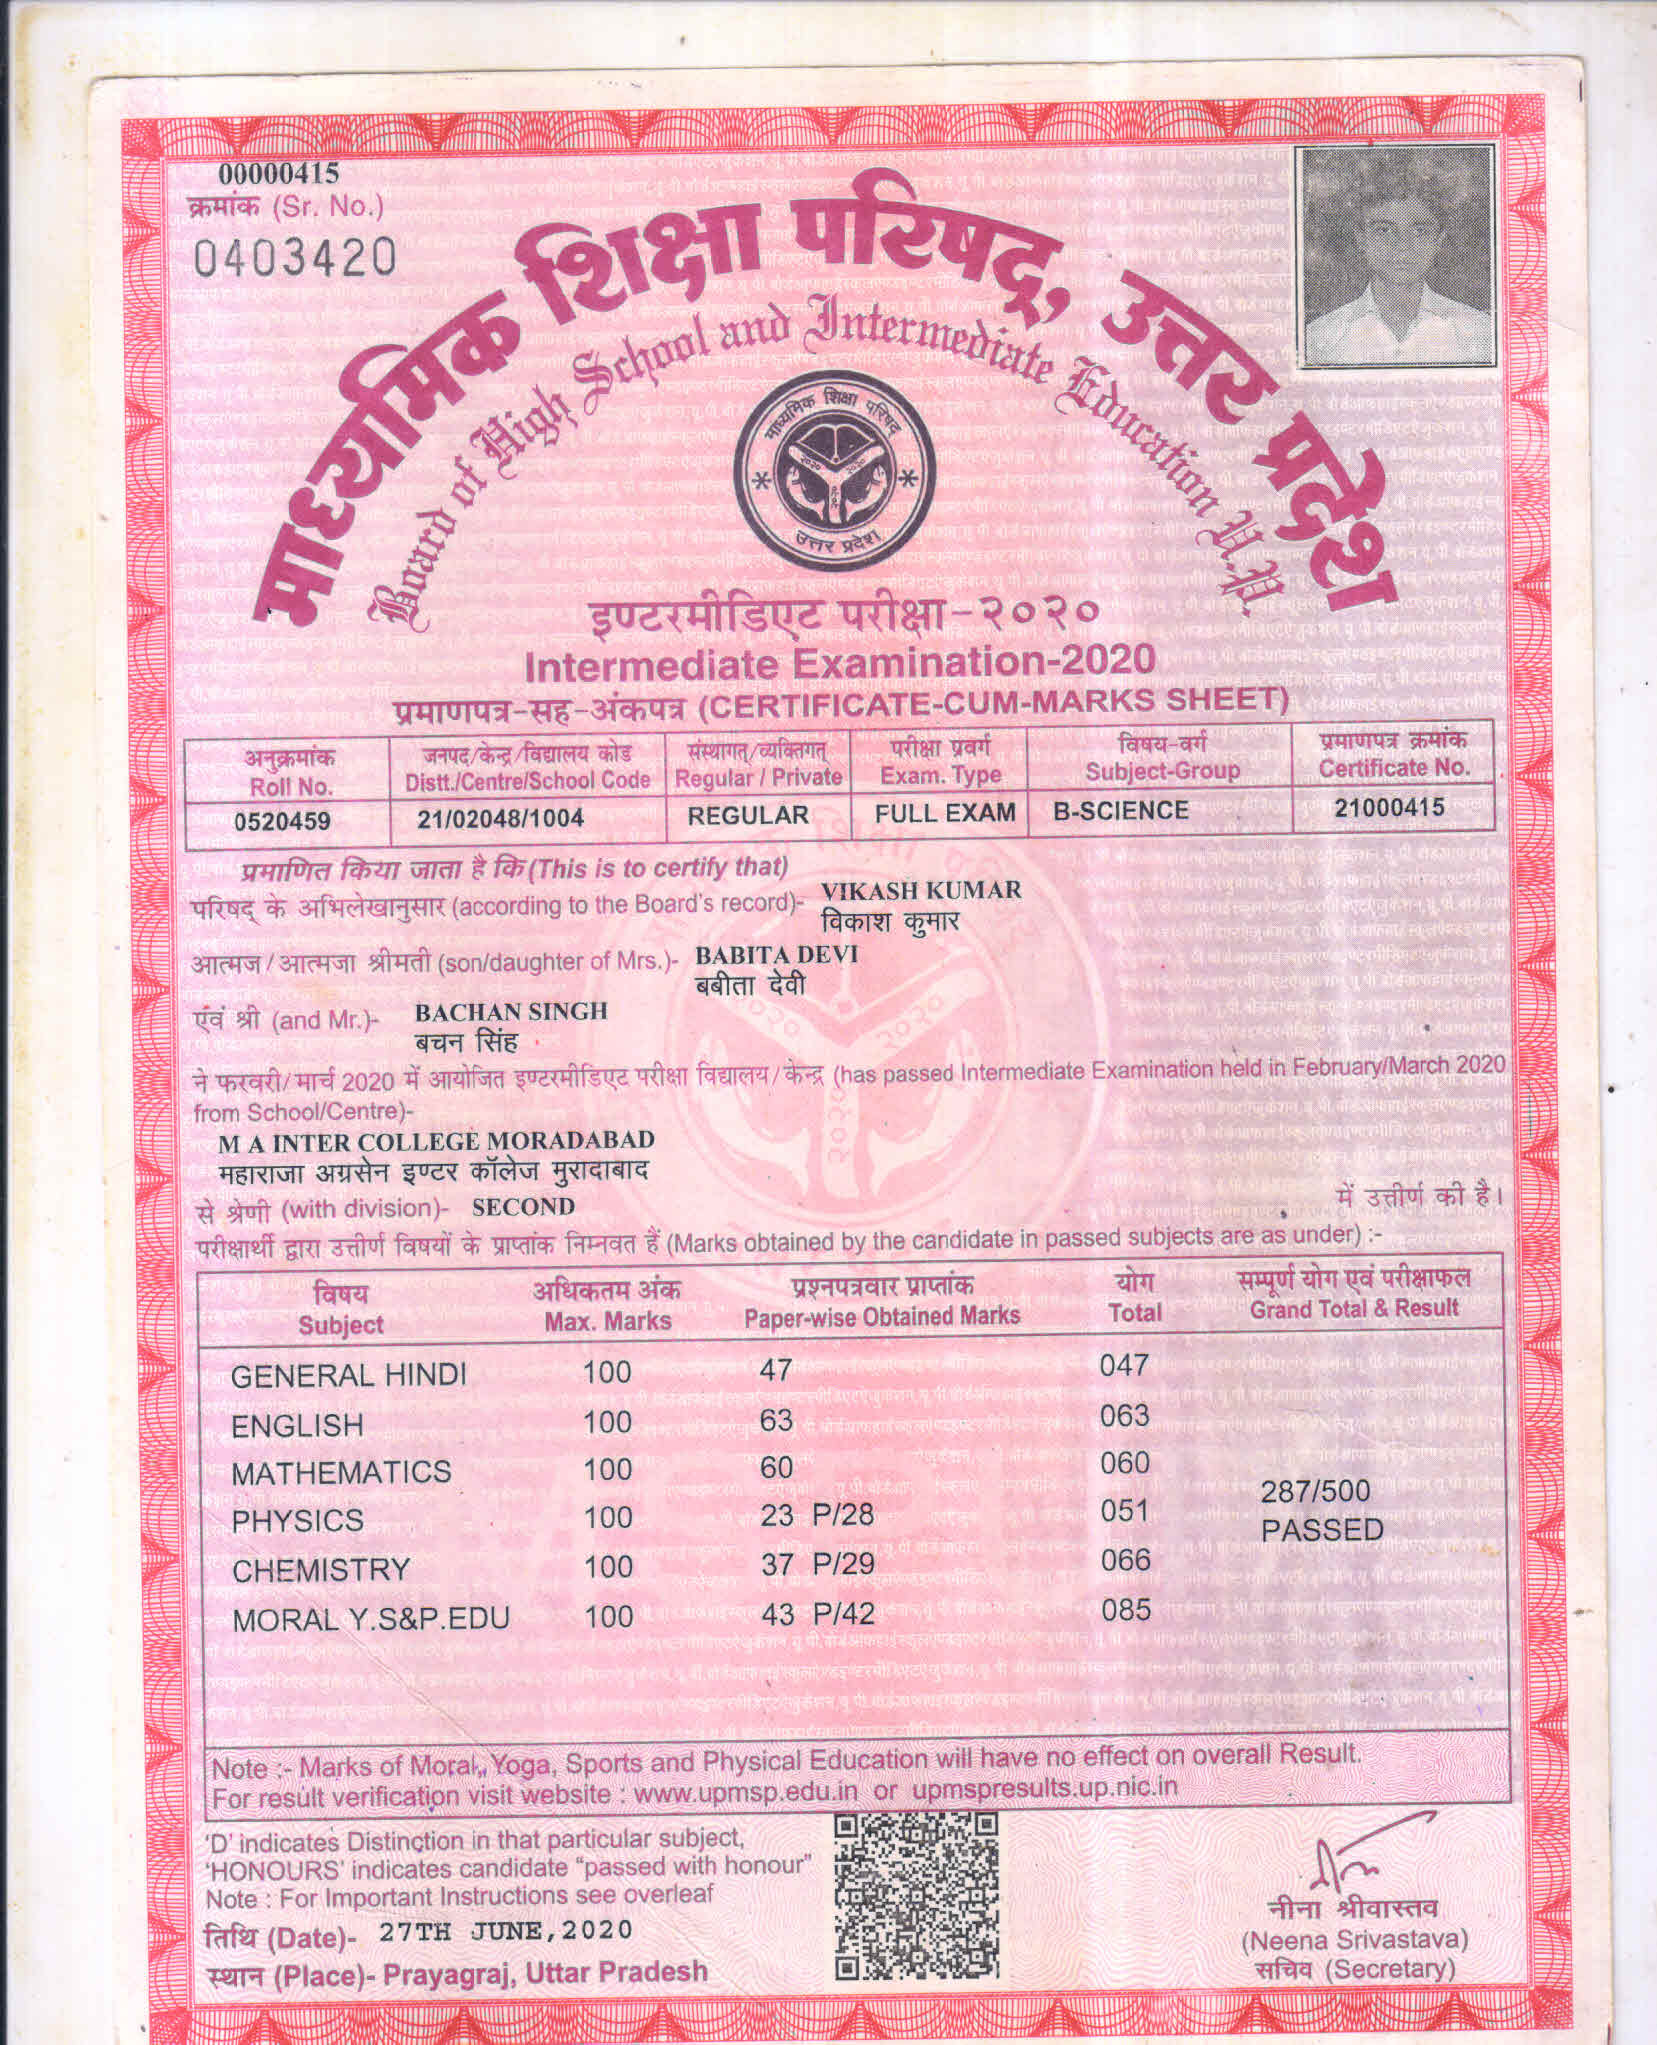 00000415
क्रमांक (Sr. No.)
0403420
माध्यमिक शिक्षा परिषद्, उत्तर प्रदेश
Board of High School and Intermediate Education U.P.
माध्यमिक शिक्षा परिषद्
२०२० २०२०
२०२०
उत्तर प्रदेश
इण्टरमीडिएट परीक्षा-२०२०
Intermediate Examination-2020
प्रमाणपत्र-सह-अंकपत्र (CERTIFICATE-CUM-MARKS SHEET)
अनुक्रमांक जनपद/केन्द्र/विद्यालय कोड संस्थागत्/व्यक्तिगत् परीक्षा प्रवर्ग विषय-वर्ग प्रमाणपत्र क्रमांक
Roll No. Distt./Centre/School Code Regular / Private Exam. Type Subject-Group Certificate No.
0520459 21/02048/1004 REGULAR FULL EXAM B-SCIENCE 21000415
प्रमाणित किया जाता है कि (This is to certify that)
परिषद् के अभिलेखानुसार (according to the Board's record)- VIKASH KUMAR
विकाश कुमार
आत्मज/आत्मजा श्रीमती (son/daughter of Mrs.)- BABITA DEVI
बबीता देवी
एंवं श्री (and Mr.)- BACHAN SINGH
बचन सिंह
ने फरवरी/मार्च 2020 में आयोजित इण्टरमीडिएट परीक्षा विद्यालय/केन्द्र (has passed Intermediate Examination held in February/March 2020
from School/Centre)-
M A INTER COLLEGE MORADABAD
महाराजा अग्रसेन इण्टर कॉलेज मुरादाबाद
से श्रेणी (with division)- SECOND में उत्तीर्ण की है।
परीक्षार्थी द्वारा उत्तीर्ण विषयों के प्राप्तांक निम्नवत हैं (Marks obtained by the candidate in passed subjects are as under) :-
विषय अधिकतम अंक प्रश्नपत्रवार प्राप्तांक योग सम्पूर्ण योग एवं परीक्षाफल
Subject Max. Marks Paper-wise Obtained Marks Total Grand Total & Result
GENERAL HINDI 100 47 047
ENGLISH 100 63 063
MATHEMATICS 100 60 060
287/500
PHYSICS 100 23 P/28 051
PASSED
CHEMISTRY 100 37 P/29 066
MORAL Y.S&P.EDU 100 43 P/42 085
Note :- Marks of Moral, Yoga, Sports and Physical Education will have no effect on overall Result.
For result verification visit website : www.upmsp.edu.in or upmspresults.up.nic.in
'D' indicates Distinction in that particular subject,
'HONOURS' indicates candidate "passed with honour"
Note : For Important Instructions see overleaf
तिथि (Date)- 27TH JUNE,2020
स्थान (Place)- Prayagraj, Uttar Pradesh
नीना श्रीवास्तव
(Neena Srivastava)
सचिव (Secretary)